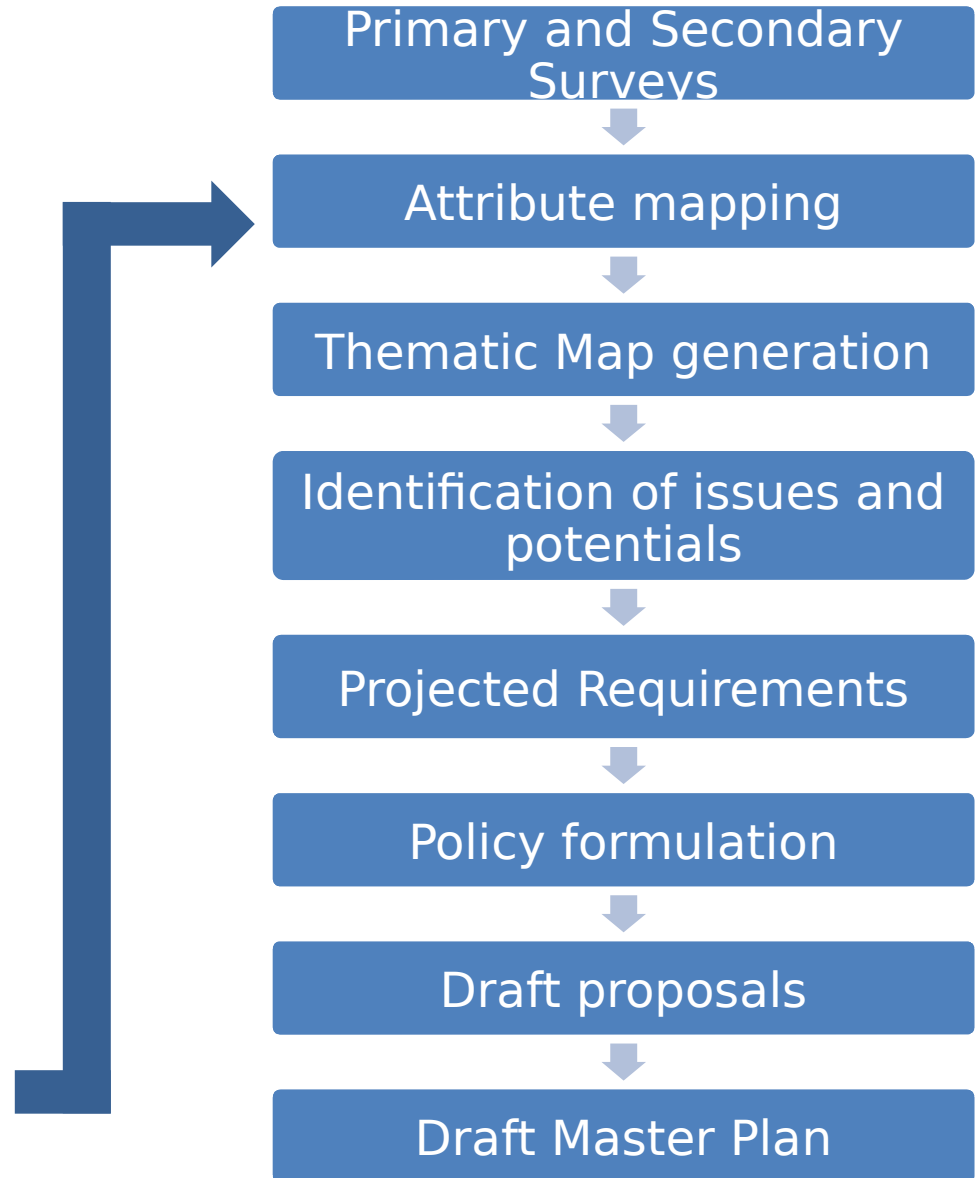 Primary and Secondary
Surveys
Attribute mapping
Thematic Map generation
Identification of issues and
potentials
Projected Requirements
Policy formulation
Draft proposals
Draft Master Plan